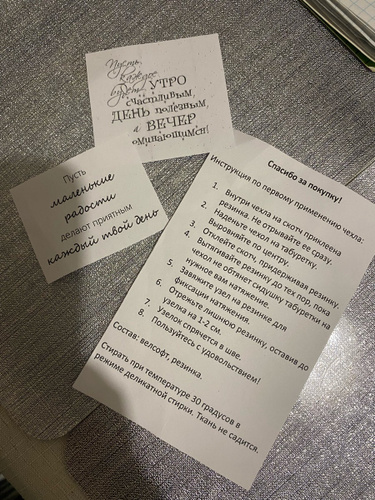 Пусть
каждое
будет УТРО
счастливым,
ДЕНЬ полезным,
а ВЕЧЕР
оминающимся!
Пусть
маленькие
радости
делают приятным
каждый твой день
Спасибо за покупку!
Инструкция по первому применению чехла:
1. Внутри чехла на скотч приклеена
резинка. Не отрывайте ее сразу.
2. Наденьте чехол на табуретку.
3. Выровняйте по центру.
4. Отклейте скотч, придерживая резинку.
5. Вытягивайте резинку до тех пор, пока
чехол не обтянет сидушку табуретки на
нужное вам натяжение.
6. Завяжите узел на резинке для
фиксации натяжения
7. Отрежьте лишнюю резинку, оставив до
узелка 1-2 см.
8. Узелок спрячется в шве.
Пользуйтесь с удовольствием!
Состав: велсофт, резинка.
Стирать при температуре 30 градусов в
режиме деликатной стирки. Ткань не садится.